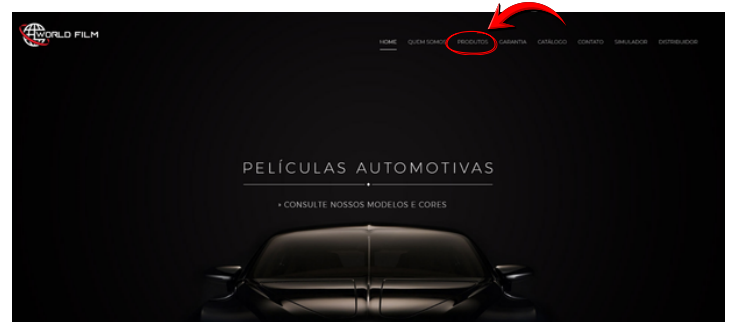 WORLD FILM
HOME QUEM SOMOS PRODUTOS GARANTIA CATÁLOGO CONTATO SIMULADOR DISTRIBUIDOR
PELÍCULAS AUTOMOTIVAS
» CONSULTE NOSSOS MODELOS E CORES